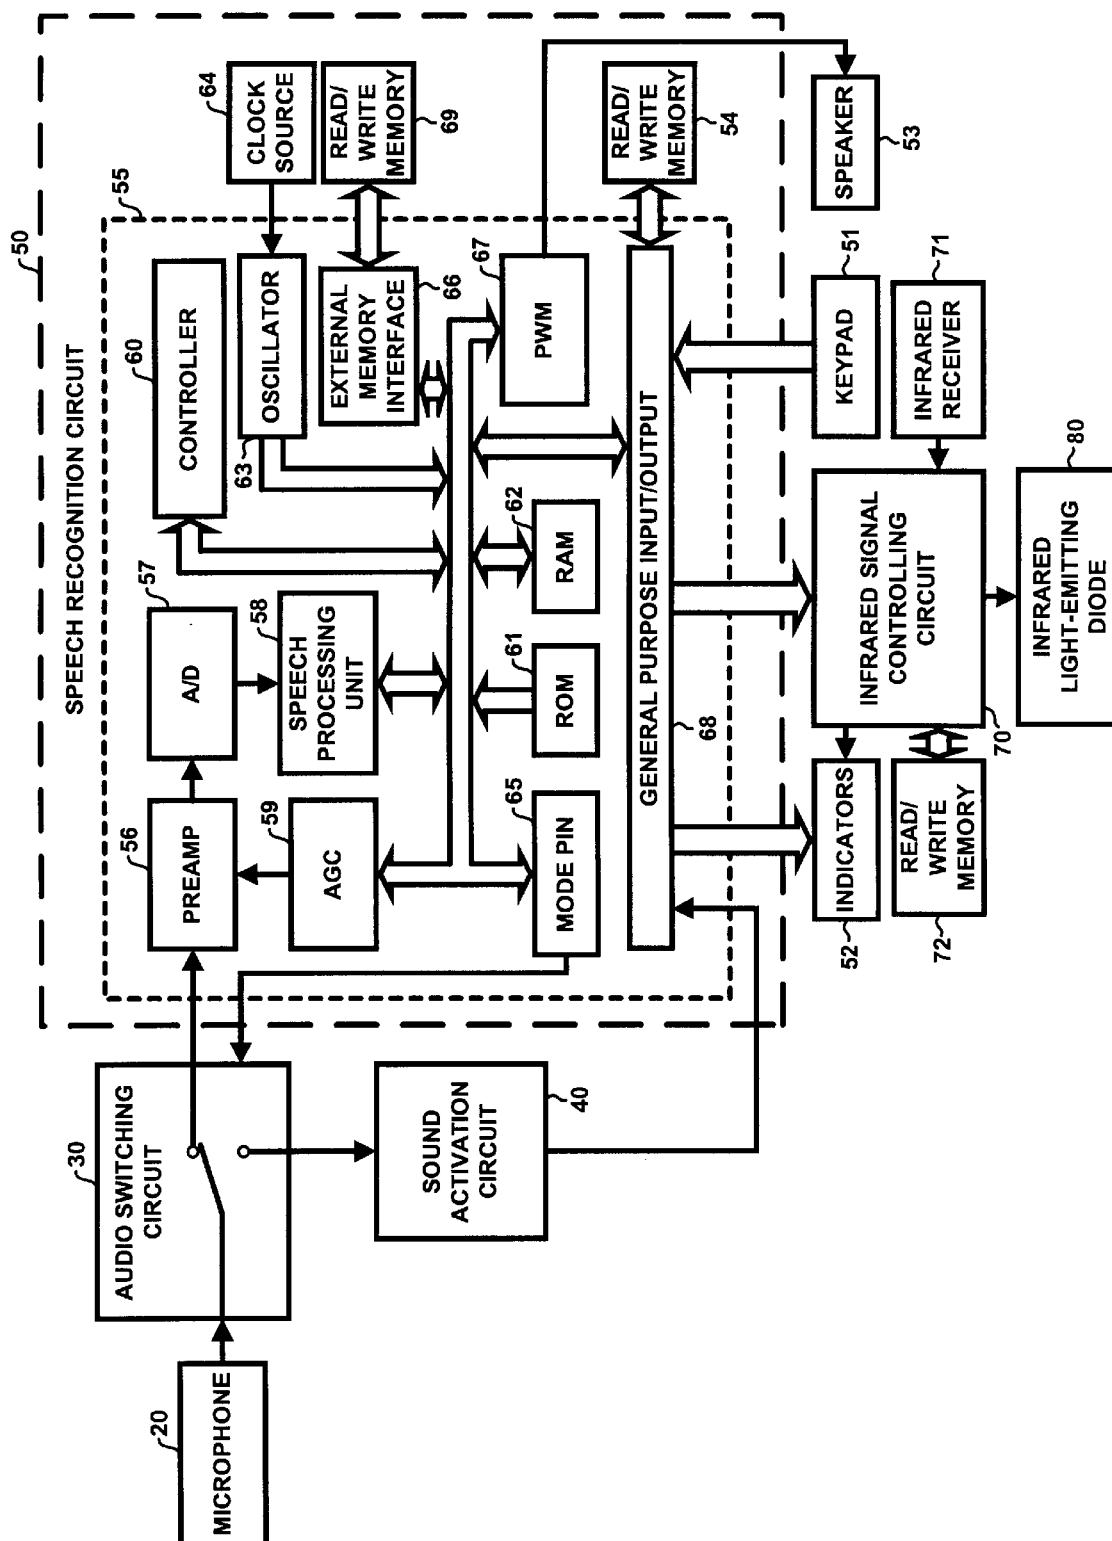 50
SPEECH RECOGNITION CIRCUIT
55
60
CONTROLLER
64
CLOCK
SOURCE
OSCILLATOR
63
READ/
WRITE
MEMORY
69
EXTERNAL
MEMORY
INTERFACE
66
57
A/D
58
SPEECH
PROCESSING
UNIT
56
PREAMP
59
AGC
67
PWM
62
RAM
61
ROM
65
MODE PIN
READ/
WRITE
MEMORY
54
GENERAL PURPOSE INPUT/OUTPUT
68
SPEAKER
53
KEYPAD
51
INFRARED
RECEIVER
71
INFRARED SIGNAL
CONTROLLING
CIRCUIT
70
INFRARED
LIGHT-EMITTING
DIODE
80
INDICATORS
52
READ/
WRITE
MEMORY
72
30
AUDIO SWITCHING
CIRCUIT
SOUND
ACTIVATION
CIRCUIT
40
20
MICROPHONE